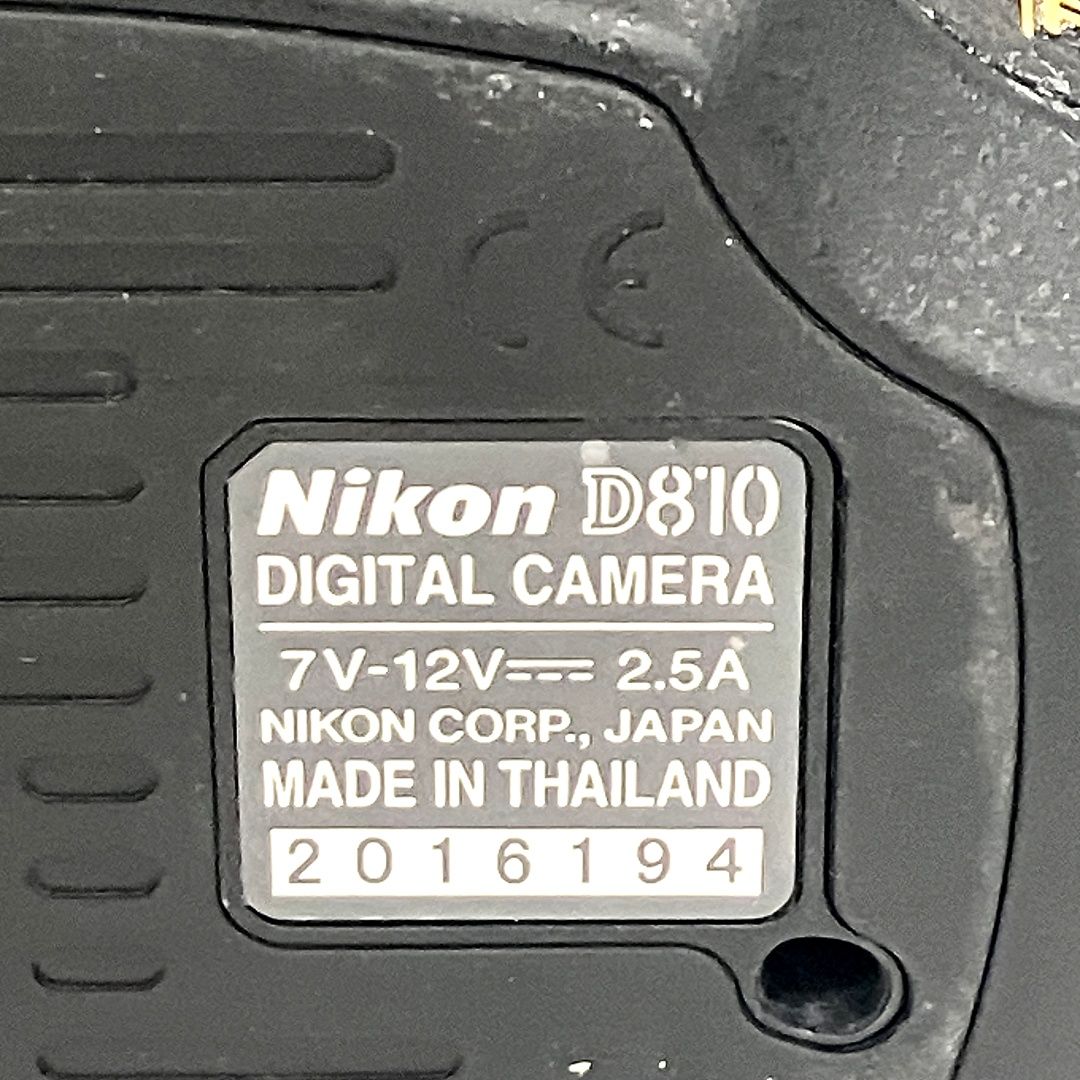 CE
Nikon D810
DIGITAL CAMERA
7V-12V⎓ 2.5A
NIKON CORP., JAPAN
MADE IN THAILAND
2016194